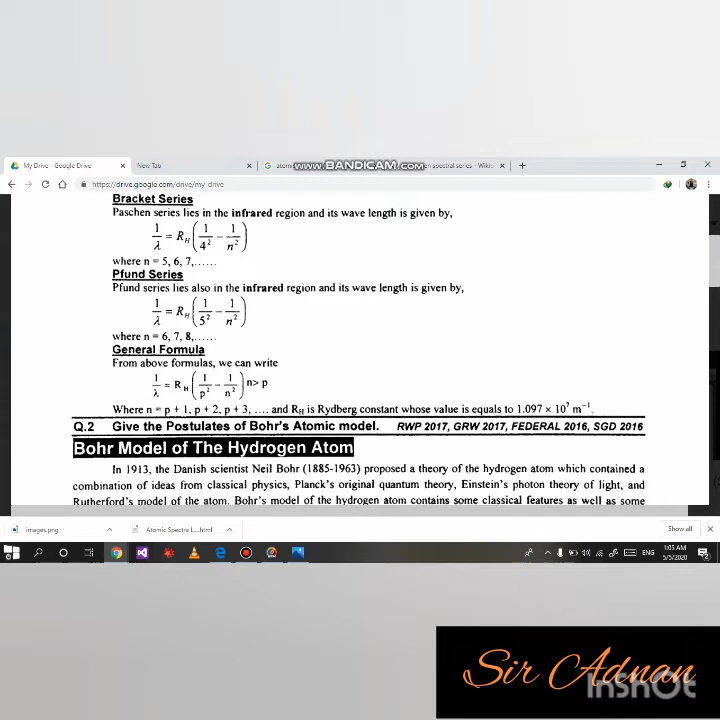 My Drive - Google Drive
New Tab
atomi
WWW.BANDICAM.COM
en spectral series - Wiki
https://drive.google.com/drive/my-drive
Bracket Series
Paschen series lies in the infrared region and its wave length is given by,
1/λ = R_H (1/4² − 1/n²)
where n = 5, 6, 7,......
Pfund Series
Pfund series lies also in the infrared region and its wave length is given by,
1/λ = R_H (1/5² − 1/n²)
where n = 6, 7, 8,......
General Formula
From above formulas, we can write
1/λ = R_H (1/p² − 1/n²) n> p
Where n = p + 1, p + 2, p + 3, .... and R_H is Rydberg constant whose value is equals to 1.097 × 10⁷ m⁻¹.
Q.2 Give the Postulates of Bohr's Atomic model. RWP 2017, GRW 2017, FEDERAL 2016, SGD 2016
Bohr Model of The Hydrogen Atom
In 1913, the Danish scientist Neil Bohr (1885-1963) proposed a theory of the hydrogen atom which contained a
combination of ideas from classical physics, Planck's original quantum theory, Einstein's photon theory of light, and
Rutherford's model of the atom. Bohr's model of the hydrogen atom contains some classical features as well as some
images.png
Atomic Spectra L....html
Show all
ENG
1:05 AM
5/5/2020
2
Sir Adnan
InshOt